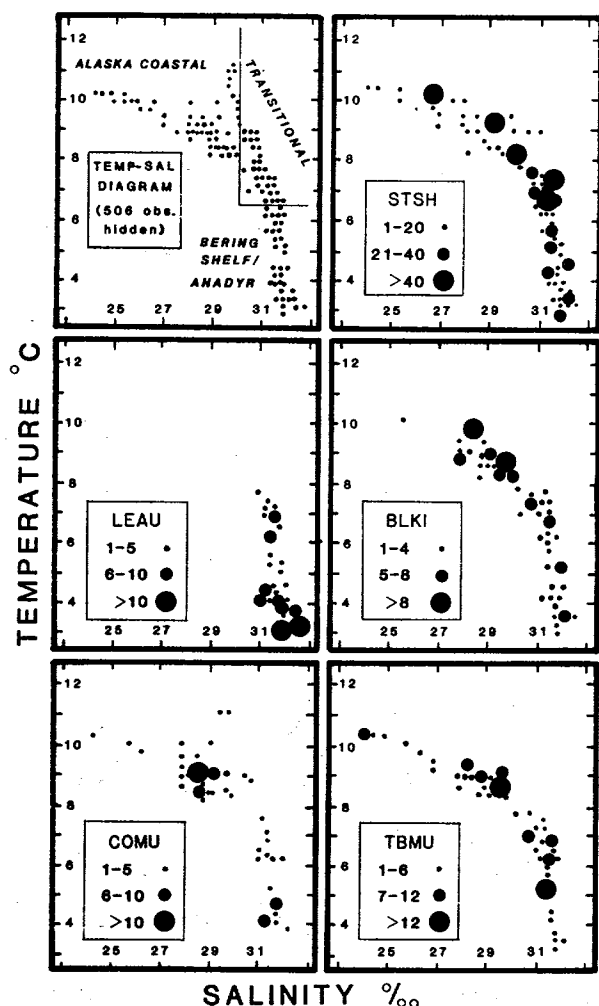 TEMPERATURE °C
12
10
8
6
4
25 27 29 31
ALASKA COASTAL
TRANSITIONAL
TEMP-SAL
DIAGRAM
(506 obs.
hidden)
BERING
SHELF/
ANADYR
12
10
8
6
4
25 27 29 31
STSH
1-20
21-40
>40
12
10
8
6
4
25 27 29 31
LEAU
1-5
6-10
>10
12
10
8
6
4
25 27 29 31
BLKI
1-4
5-8
>8
12
10
8
6
4
25 27 29 31
COMU
1-5
6-10
>10
12
10
8
6
4
25 27 29 31
TBMU
1-6
7-12
>12
SALINITY ‰